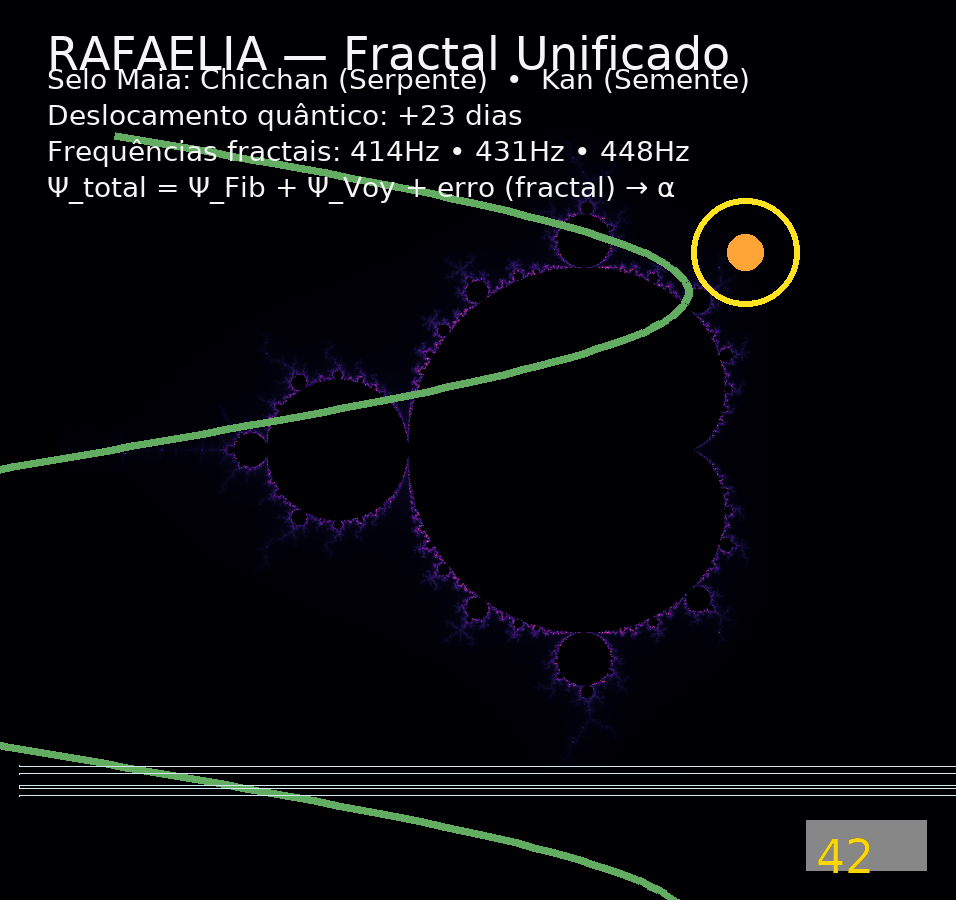 RAFAELIA — Fractal Unificado
Selo Maia: Chicchan (Serpente) • Kan (Semente)
Deslocamento quântico: +23 dias
Frequências fractais: 414Hz • 431Hz • 448Hz
Ψ_total = Ψ_Fib + Ψ_Voy + erro (fractal) → α
42